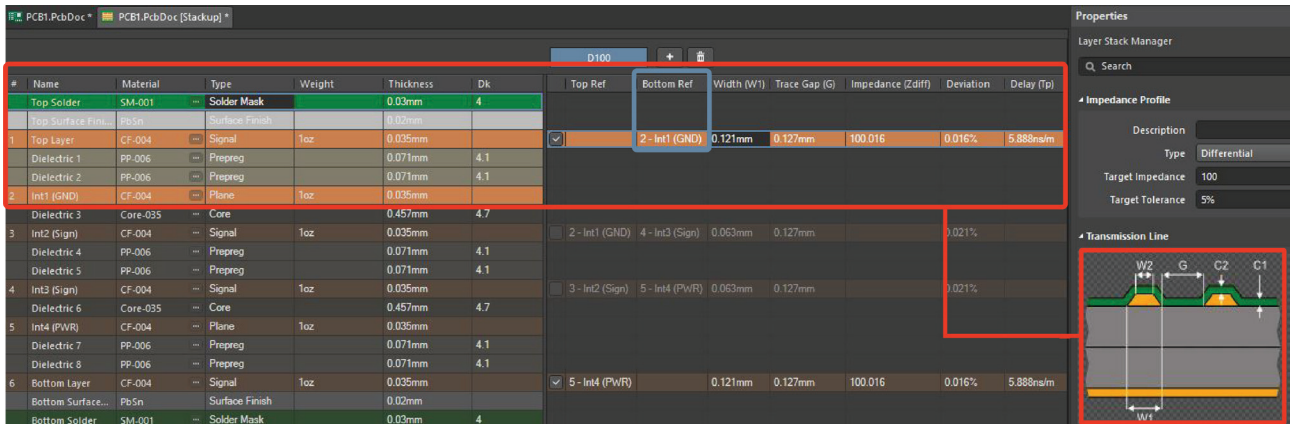 PCB1.PcbDoc * PCB1.PcbDoc [Stackup] * Properties
Layer Stack Manager
D100 +
Search
# Name Material Type Weight Thickness Dk Top Ref Bottom Ref Width (W1) Trace Gap (G) Impedance (Zdiff) Deviation Delay (Tp)
Top Solder SM-001 ... Solder Mask 0.03mm 4
Impedance Profile
Top Surface Fini... PbSn Surface Finish 0.02mm
Description
1 Top Layer CF-004 ... Signal 1oz 0.035mm 2 - Int1 (GND) 0.121mm 0.127mm 100.016 0.016% 5.888ns/m
Type Differential
Dielectric 1 PP-006 ... Prepreg 0.071mm 4.1
Dielectric 2 PP-006 ... Prepreg 0.071mm 4.1
Target Impedance 100
2 Int1 (GND) CF-004 ... Plane 1oz 0.035mm
Target Tolerance 5%
Dielectric 3 Core-035 ... Core 0.457mm 4.7
3 Int2 (Sign) CF-004 ... Signal 1oz 0.035mm 2 - Int1 (GND) 4 - Int3 (Sign) 0.063mm 0.127mm 0.021%
Transmission Line
Dielectric 4 PP-006 ... Prepreg 0.071mm 4.1
Dielectric 5 PP-006 ... Prepreg 0.071mm 4.1
W2 G C2 C1
4 Int3 (Sign) CF-004 ... Signal 1oz 0.035mm 3 - Int2 (Sign) 5 - Int4 (PWR) 0.063mm 0.127mm 0.021%
Dielectric 6 Core-035 ... Core 0.457mm 4.7
5 Int4 (PWR) CF-004 ... Plane 1oz 0.035mm
Dielectric 7 PP-006 ... Prepreg 0.071mm 4.1
Dielectric 8 PP-006 ... Prepreg 0.071mm 4.1
6 Bottom Layer CF-004 ... Signal 1oz 0.035mm 5 - Int4 (PWR) 0.121mm 0.127mm 100.016 0.016% 5.888ns/m
Bottom Surface... PbSn Surface Finish 0.02mm
Bottom Solder SM-001 ... Solder Mask 0.03mm 4
W1